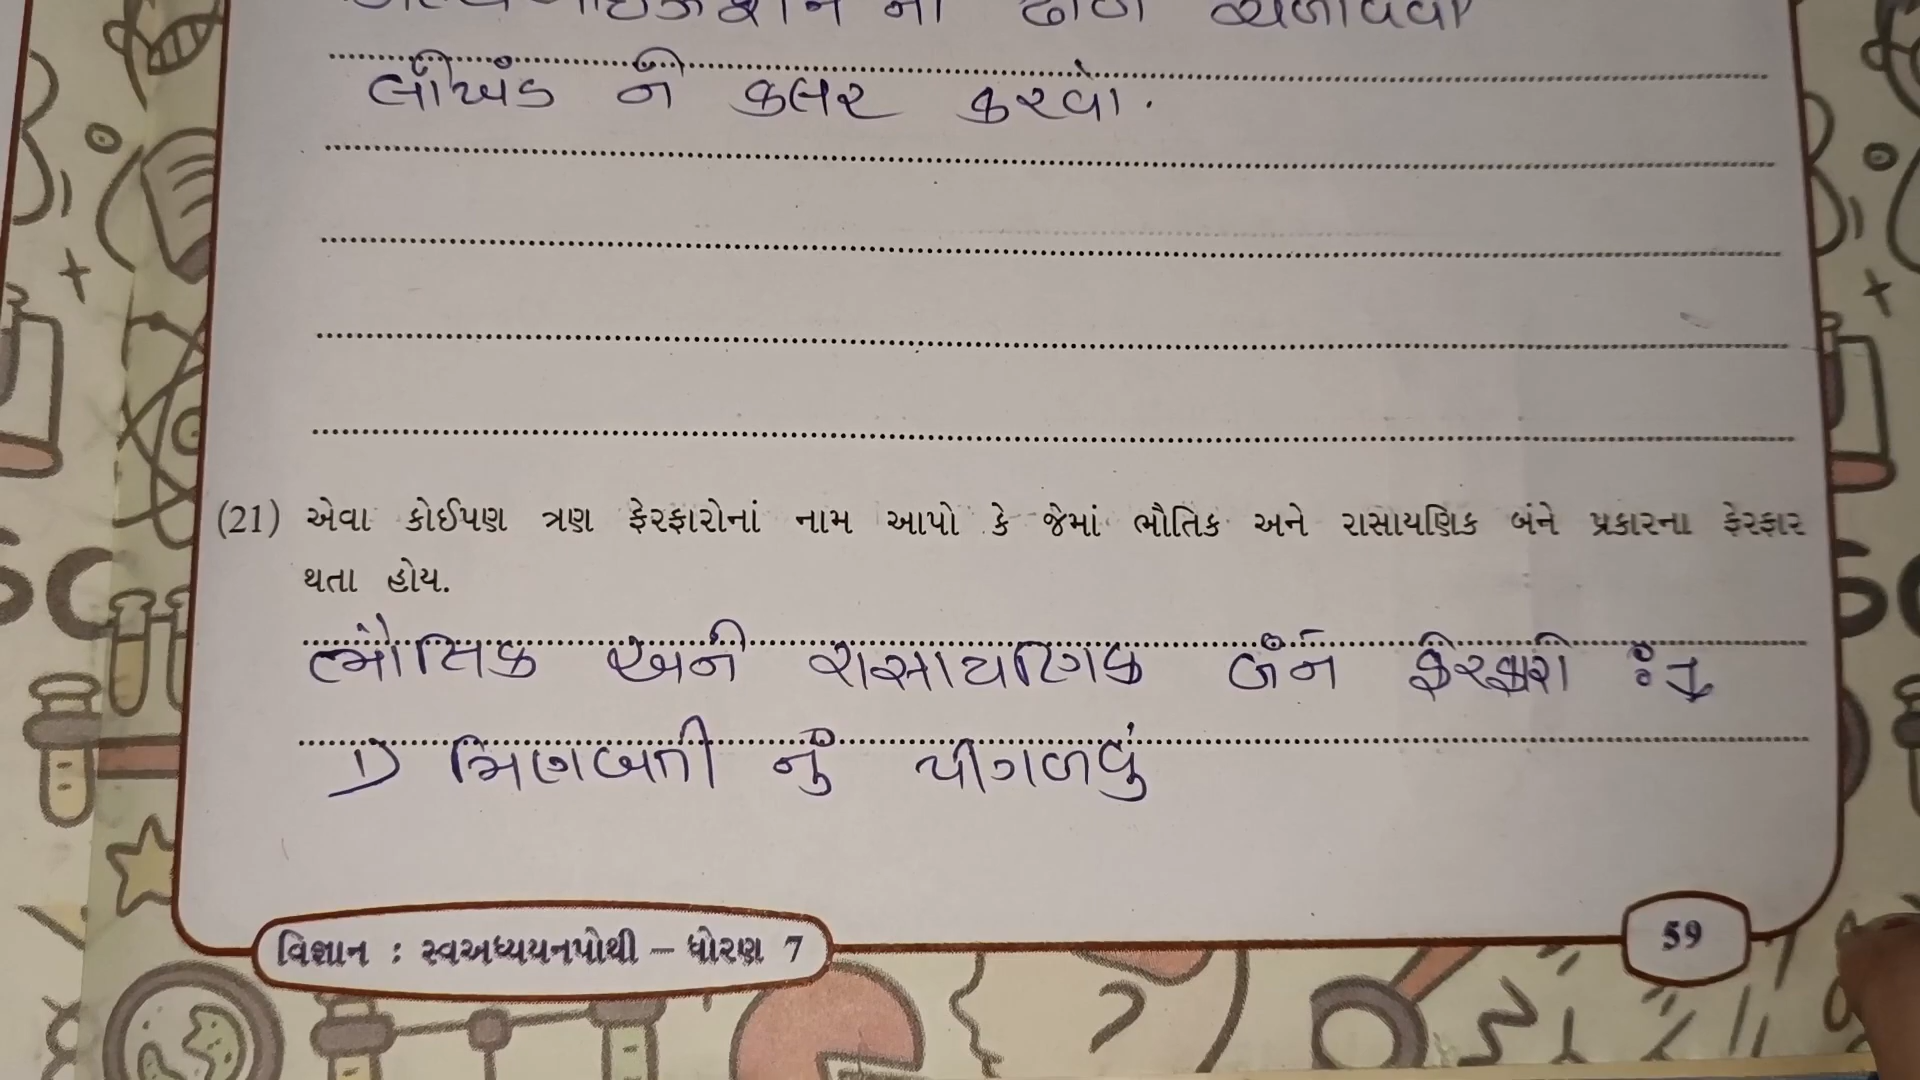 લોખંડ ને કલર કરવો.
(21) એવા કોઈપણ ત્રણ ફેરફારોનાં નામ આપો કે જેમાં ભૌતિક અને રાસાયણિક બંને પ્રકારના ફેરફાર
થતા હોય.
ભૌતિક અને રાસાયણિક બંને ફેરફારો :
1) મિણબતી નું પીગળવું
વિજ્ઞાન : સ્વઅધ્યયનપોથી – ધોરણ 7
59